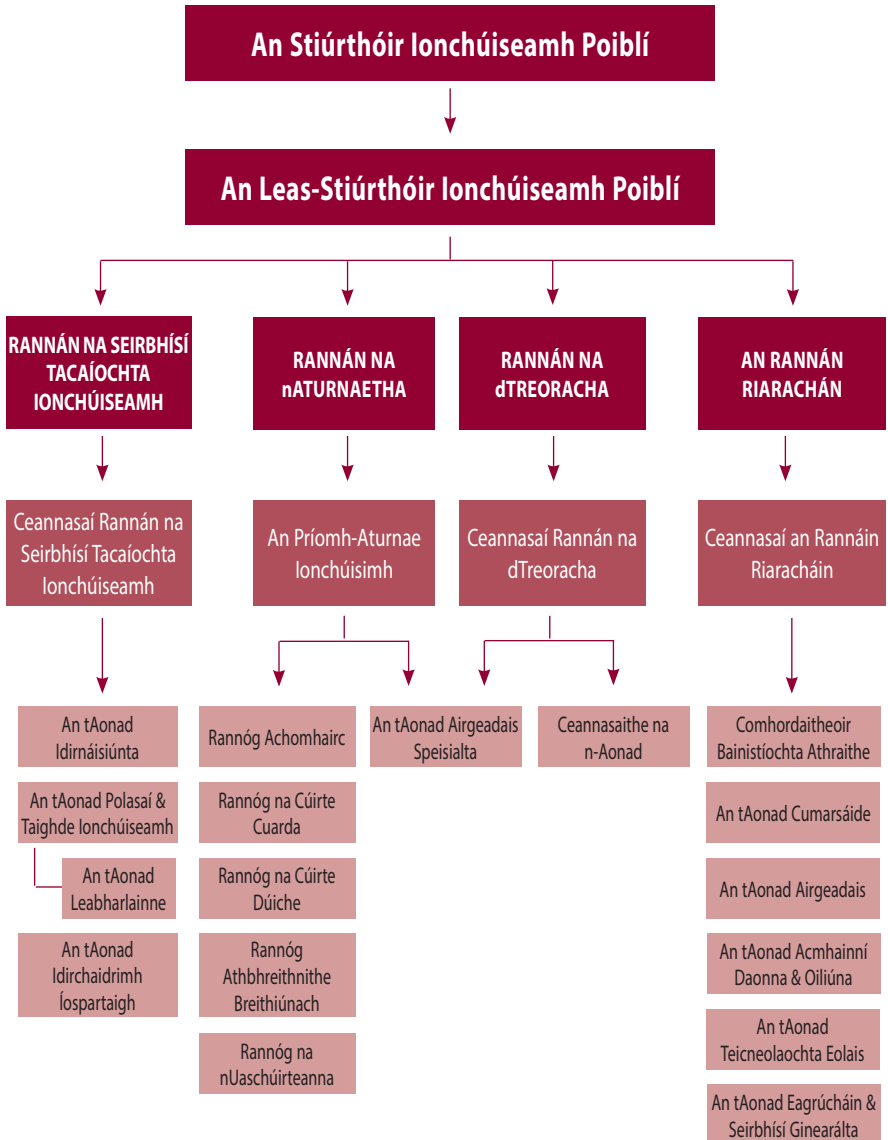 An Stiúrthóir Ionchúiseamh Poiblí
An Leas-Stiúrthóir Ionchúiseamh Poiblí
RANNÁN NA SEIRBHÍSÍ
TACAÍOCHTA
IONCHÚISEAMH
RANNÁN NA
nATURNAETHA
RANNÁN NA
dTREORACHA
AN RANNÁN
RIARACHÁN
Ceannasaí Rannán na
Seirbhísí Tacaíochta
Ionchúiseamh
An Príomh-Aturnae
Ionchúisimh
Ceannasaí Rannán na
dTreoracha
Ceannasaí an Rannáin
Riaracháin
An tAonad
Idirnáisiúnta
An tAonad Polasaí &
Taighde Ionchúiseamh
An tAonad
Leabharlainne
An tAonad
Idirchaidrimh
Íospartaigh
Rannóg Achomhairc
Rannóg na Cúirte
Cuarda
Rannóg na Cúirte
Dúiche
Rannóg
Athbhreithnithe
Breithiúnach
Rannóg na
nUaschúirteanna
An tAonad Airgeadais
Speisialta
Ceannasaithe na
n-Aonad
Comhordaitheoir
Bainistíochta Athraithe
An tAonad Cumarsáide
An tAonad Airgeadais
An tAonad Acmhainní
Daonna & Oiliúna
An tAonad
Teicneolaochta Eolais
An tAonad Eagrúcháin &
Seirbhísí Ginearálta